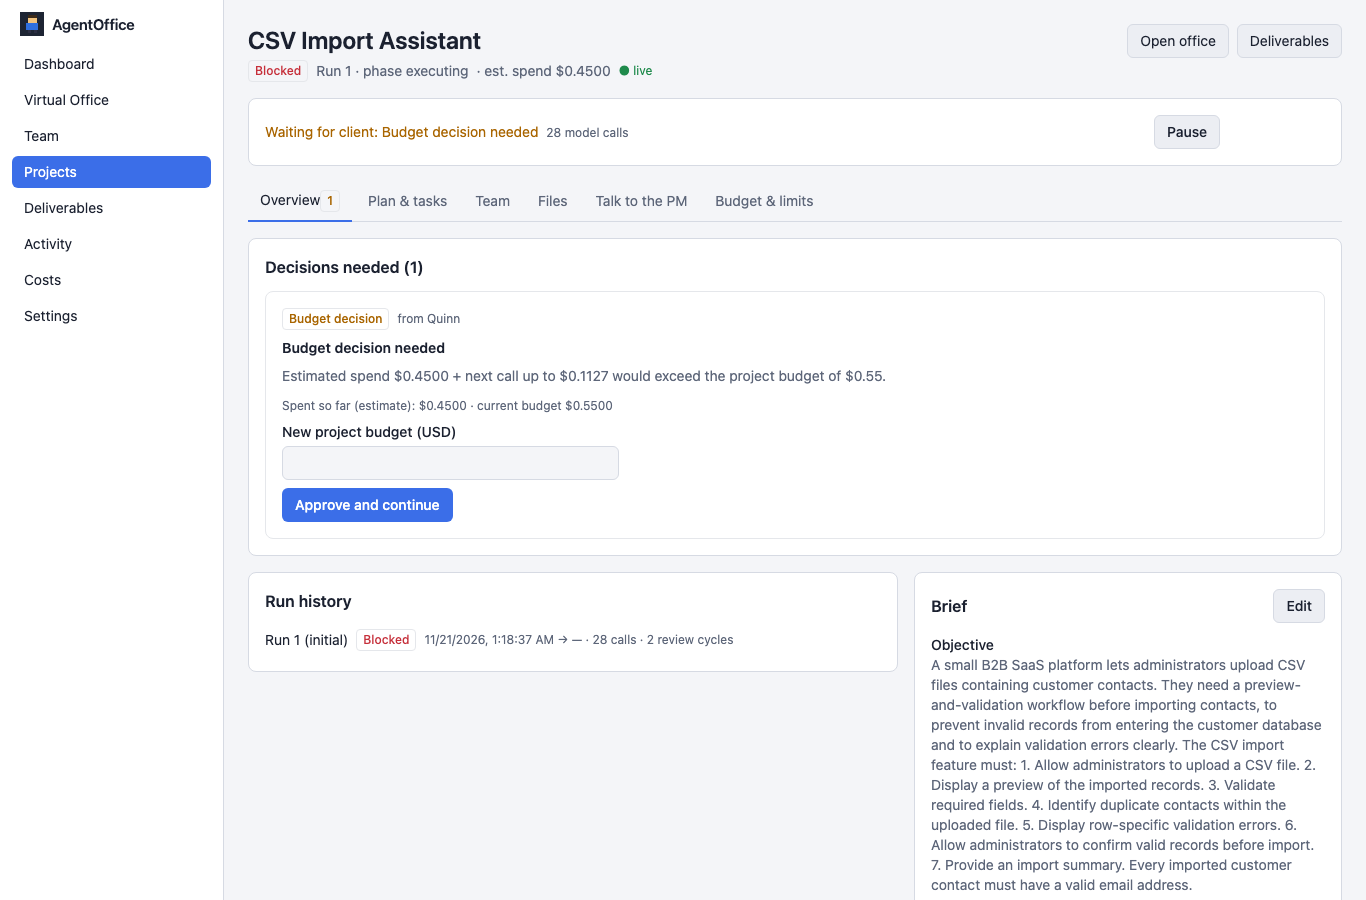 AgentOffice
Dashboard
Virtual Office
Team
Projects
Deliverables
Activity
Costs
Settings
CSV Import Assistant
Open office
Deliverables
Blocked Run 1 · phase executing · est. spend $0.4500 live
Waiting for client: Budget decision needed 28 model calls
Pause
Overview 1 Plan & tasks Team Files Talk to the PM Budget & limits
Decisions needed (1)
Budget decision from Quinn
Budget decision needed
Estimated spend $0.4500 + next call up to $0.1127 would exceed the project budget of $0.55.
Spent so far (estimate): $0.4500 · current budget $0.5500
New project budget (USD)
Approve and continue
Run history
Run 1 (initial) Blocked 11/21/2026, 1:18:37 AM → — · 28 calls · 2 review cycles
Brief
Edit
Objective
A small B2B SaaS platform lets administrators upload CSV
files containing customer contacts. They need a preview-
and-validation workflow before importing contacts, to
prevent invalid records from entering the customer database
and to explain validation errors clearly. The CSV import
feature must: 1. Allow administrators to upload a CSV file. 2.
Display a preview of the imported records. 3. Validate
required fields. 4. Identify duplicate contacts within the
uploaded file. 5. Display row-specific validation errors. 6.
Allow administrators to confirm valid records before import.
7. Provide an import summary. Every imported customer
contact must have a valid email address.